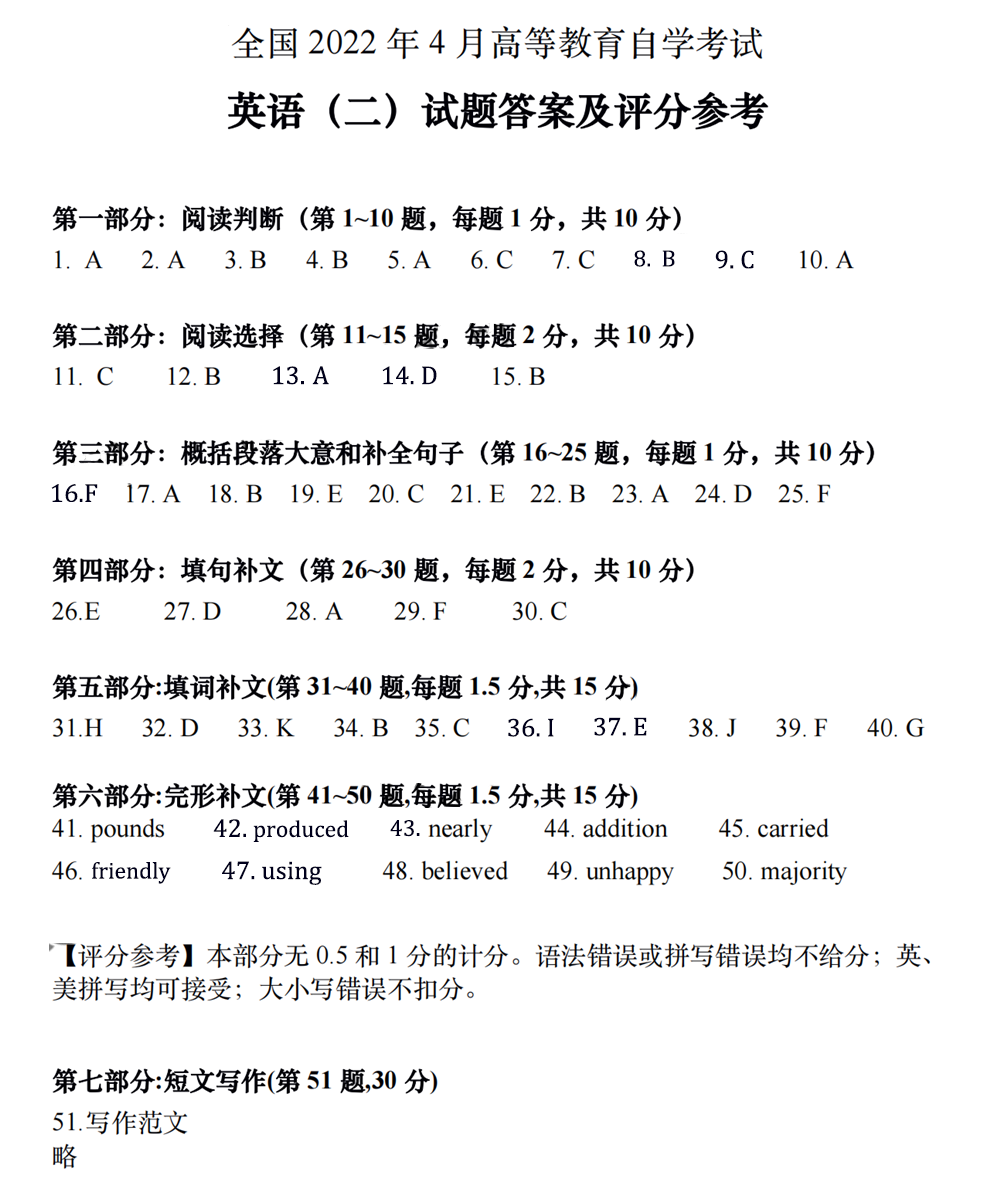 全国 2022 年 4 月高等教育自学考试
英语（二）试题答案及评分参考
第一部分：阅读判断（第 1~10 题，每题 1 分，共 10 分）
1. A 2. A 3. B 4. B 5. A 6. C 7. C 8. B 9. C 10. A
第二部分：阅读选择（第 11~15 题，每题 2 分，共 10 分）
11. C 12. B 13. A 14. D 15. B
第三部分：概括段落大意和补全句子（第 16~25 题，每题 1 分，共 10 分）
16.F 17. A 18. B 19. E 20. C 21. E 22. B 23. A 24. D 25. F
第四部分：填句补文（第 26~30 题，每题 2 分，共 10 分）
26.E 27. D 28. A 29. F 30. C
第五部分:填词补文(第 31~40 题,每题 1.5 分,共 15 分)
31.H 32. D 33. K 34. B 35. C 36. I 37. E 38. J 39. F 40. G
第六部分:完形补文(第 41~50 题,每题 1.5 分,共 15 分)
41. pounds 42. produced 43. nearly 44. addition 45. carried
46. friendly 47. using 48. believed 49. unhappy 50. majority
【评分参考】本部分无 0.5 和 1 分的计分。语法错误或拼写错误均不给分；英、
美拼写均可接受；大小写错误不扣分。
第七部分:短文写作(第 51 题,30 分)
51.写作范文
略